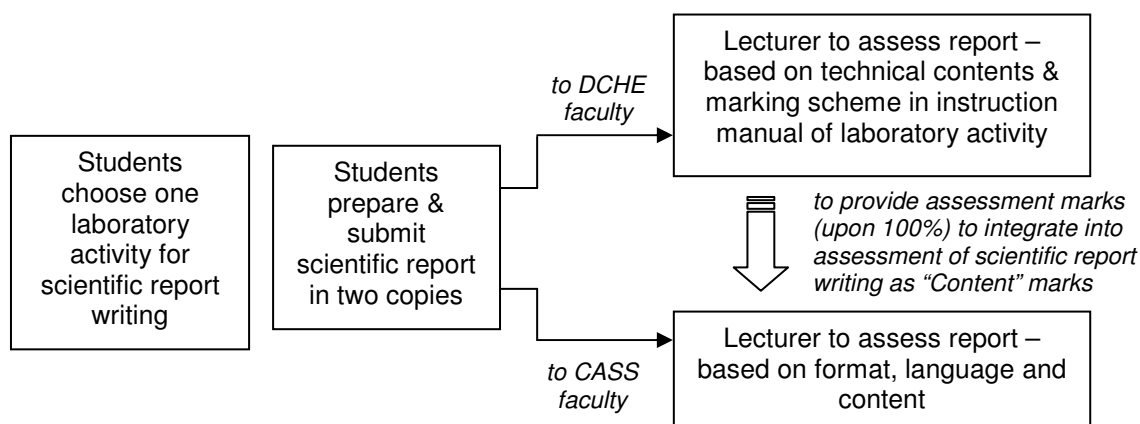 Students
choose one
laboratory
activity for
scientific report
writing
Students
prepare &
submit
scientific report
in two copies
to DCHE
faculty
Lecturer to assess report –
based on technical contents &
marking scheme in instruction
manual of laboratory activity
to provide assessment marks
(upon 100%) to integrate into
assessment of scientific report
writing as “Content” marks
to CASS
faculty
Lecturer to assess report –
based on format, language and
content